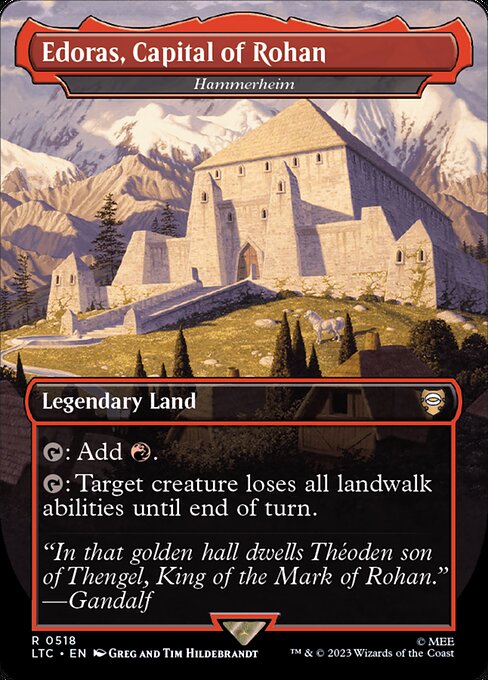 Edoras, Capital of Rohan
Hammerheim
Legendary Land
: Add .
: Target creature loses all landwalk
abilities until end of turn.
“In that golden hall dwells Théoden son
of Thengel, King of the Mark of Rohan.”
—Gandalf
R 0518
LTC • EN Greg and Tim Hildebrandt
© MEE
™ & © 2023 Wizards of the Coast